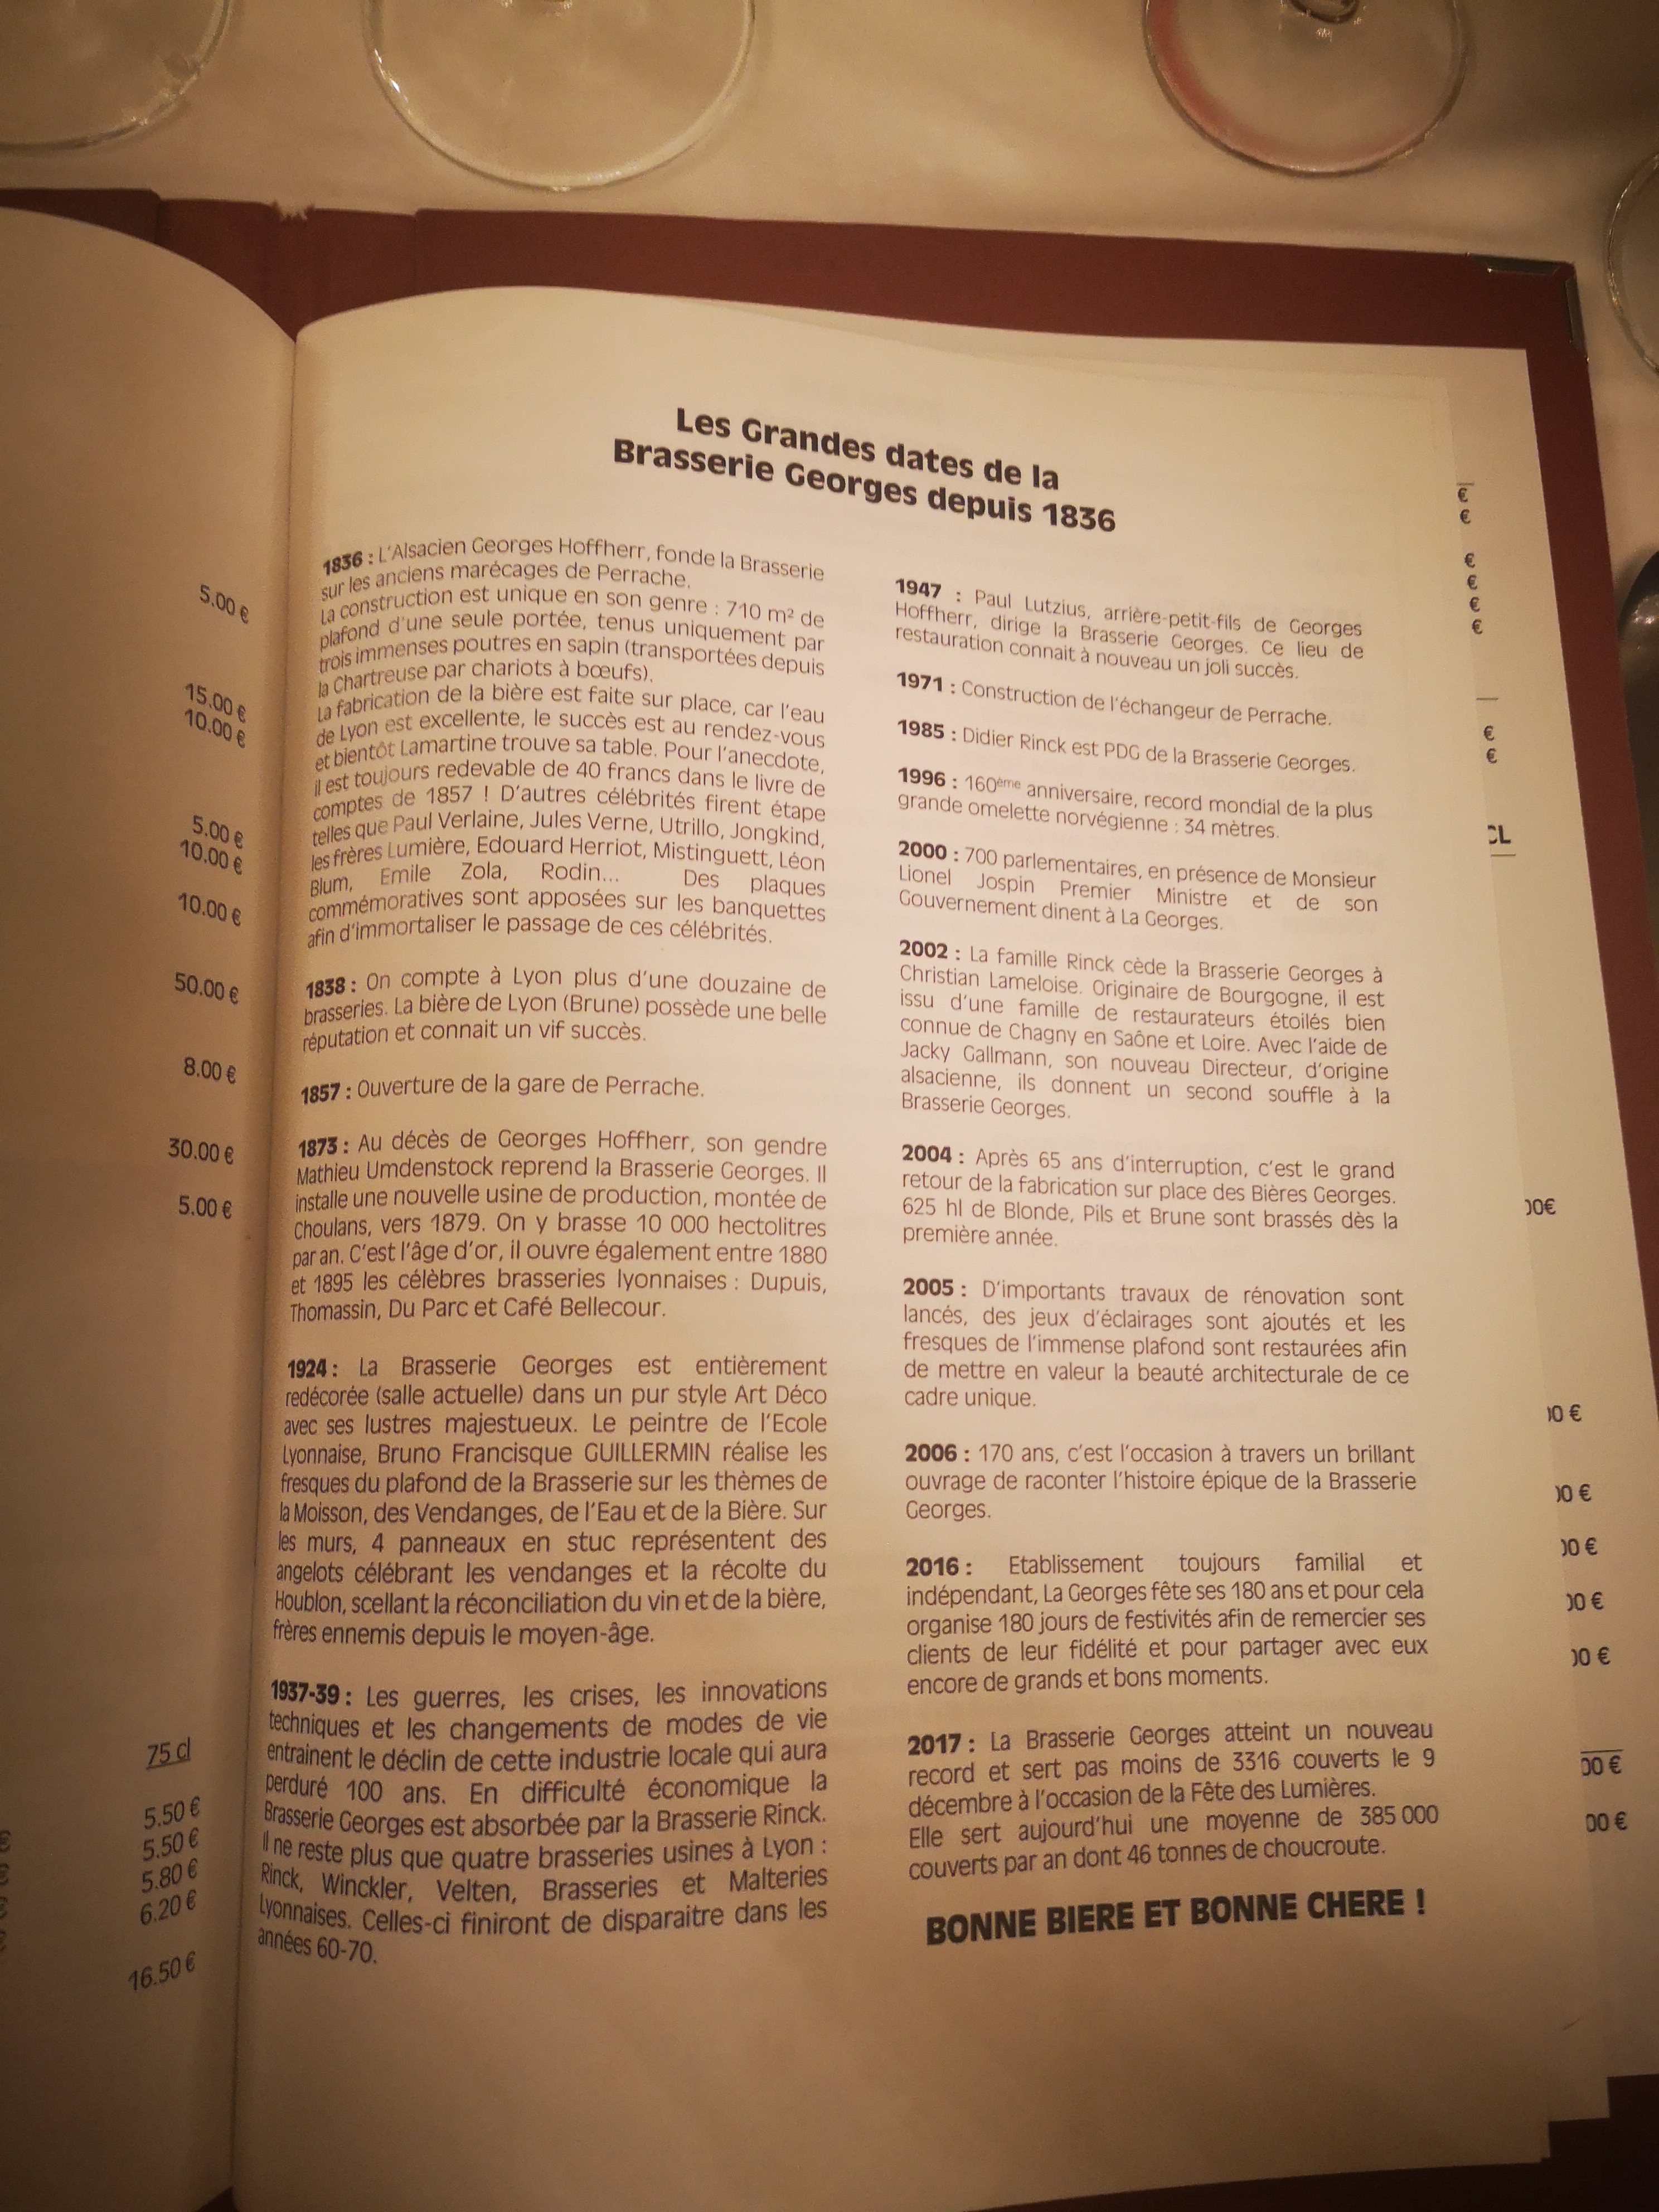 Les Grandes dates de la
Brasserie Georges depuis 1836
1836 : L'Alsacien Georges Hoffherr, fonde la Brasserie
sur les anciens marécages de Perrache.
La construction est unique en son genre : 710 m² de
plafond d'une seule portée, tenus uniquement par
trois immenses poutres en sapin (transportées depuis
la Chartreuse par chariots à bœufs).
La fabrication de la bière est faite sur place, car l'eau
de Lyon est excellente, le succès est au rendez-vous
et bientôt Lamartine trouve sa table. Pour l'anecdote,
il est toujours redevable de 40 francs dans le livre de
comptes de 1857 ! D'autres célébrités firent étape
telles que Paul Verlaine, Jules Verne, Utrillo, Jongkind,
les frères Lumière, Edouard Herriot, Mistinguett, Léon
Blum, Emile Zola, Rodin... Des plaques
commémoratives sont apposées sur les banquettes
afin d'immortaliser le passage de ces célébrités.
1838 : On compte à Lyon plus d'une douzaine de
brasseries. La bière de Lyon (Brune) possède une belle
réputation et connait un vif succès.
1857 : Ouverture de la gare de Perrache.
1873 : Au décès de Georges Hoffherr, son gendre
Mathieu Umdenstock reprend la Brasserie Georges. Il
installe une nouvelle usine de production, montée de
Choulans, vers 1879. On y brasse 10 000 hectolitres
par an. C'est l'âge d'or, il ouvre également entre 1880
et 1895 les célèbres brasseries lyonnaises : Dupuis,
Thomassin, Du Parc et Café Bellecour.
1924 : La Brasserie Georges est entièrement
redécorée (salle actuelle) dans un pur style Art Déco
avec ses lustres majestueux. Le peintre de l'Ecole
Lyonnaise, Bruno Francisque GUILLERMIN réalise les
fresques du plafond de la Brasserie sur les thèmes de
la Moisson, des Vendanges, de l'Eau et de la Bière. Sur
les murs, 4 panneaux en stuc représentent des
angelots célébrant les vendanges et la récolte du
Houblon, scellant la réconciliation du vin et de la bière,
frères ennemis depuis le moyen-âge.
1937-39 : Les guerres, les crises, les innovations
techniques et les changements de modes de vie
entrainent le déclin de cette industrie locale qui aura
perduré 100 ans. En difficulté économique la
Brasserie Georges est absorbée par la Brasserie Rinck.
Il ne reste plus que quatre brasseries usines à Lyon :
Rinck, Winckler, Velten, Brasseries et Malteries
Lyonnaises. Celles-ci finiront de disparaitre dans les
années 60-70.
1947 : Paul Lutzius, arrière-petit-fils de Georges
Hoffherr, dirige la Brasserie Georges. Ce lieu de
restauration connait à nouveau un joli succès.
1971 : Construction de l'échangeur de Perrache.
1985 : Didier Rinck est PDG de la Brasserie Georges.
1996 : 160ème anniversaire, record mondial de la plus
grande omelette norvégienne : 34 mètres.
2000 : 700 parlementaires, en présence de Monsieur
Lionel Jospin Premier Ministre et de son
Gouvernement dinent à La Georges.
2002 : La famille Rinck cède la Brasserie Georges à
Christian Lameloise. Originaire de Bourgogne, il est
issu d'une famille de restaurateurs étoilés bien
connue de Chagny en Saône et Loire. Avec l'aide de
Jacky Gallmann, son nouveau Directeur, d'origine
alsacienne, ils donnent un second souffle à la
Brasserie Georges.
2004 : Après 65 ans d'interruption, c'est le grand
retour de la fabrication sur place des Bières Georges.
625 hl de Blonde, Pils et Brune sont brassés dès la
première année.
2005 : D'importants travaux de rénovation sont
lancés, des jeux d'éclairages sont ajoutés et les
fresques de l'immense plafond sont restaurées afin
de mettre en valeur la beauté architecturale de ce
cadre unique.
2006 : 170 ans, c'est l'occasion à travers un brillant
ouvrage de raconter l'histoire épique de la Brasserie
Georges.
2016 : Etablissement toujours familial et
indépendant, La Georges fête ses 180 ans et pour cela
organise 180 jours de festivités afin de remercier ses
clients de leur fidélité et pour partager avec eux
encore de grands et bons moments.
2017 : La Brasserie Georges atteint un nouveau
record et sert pas moins de 3316 couverts le 9
décembre à l'occasion de la Fête des Lumières.
Elle sert aujourd'hui une moyenne de 385 000
couverts par an dont 46 tonnes de choucroute.
BONNE BIERE ET BONNE CHERE !
5.00 €
15.00 €
10.00 €
5.00 €
10.00 €
10.00 €
50.00 €
8.00 €
30.00 €
5.00 €
75 cl
5.50 €
5.50 €
5.80 €
6.20 €
16.50 €
€
€
€
€
€
€
€
€
CL